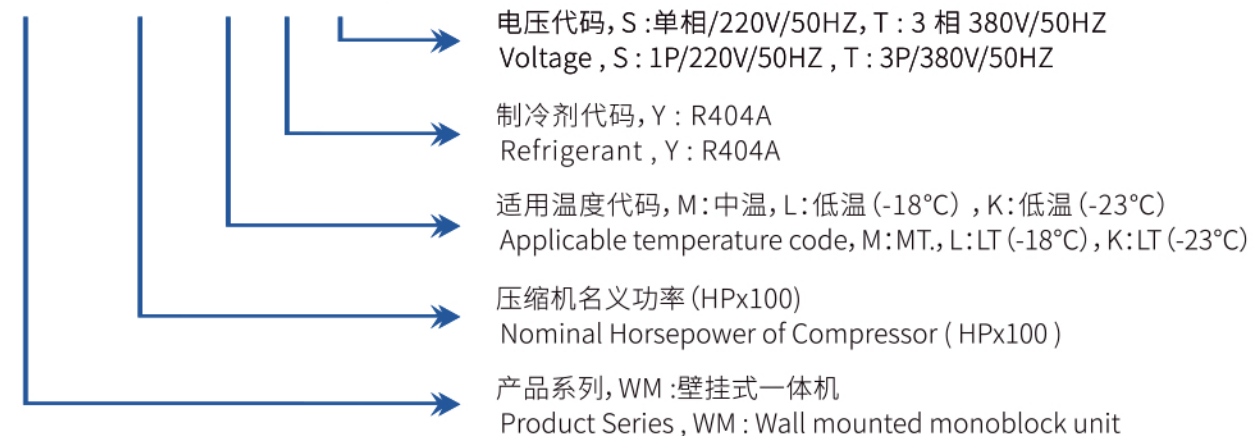 电压代码，S :单相/220V/50HZ，T : 3 相 380V/50HZ
Voltage , S : 1P/220V/50HZ , T : 3P/380V/50HZ
制冷剂代码，Y : R404A
Refrigerant , Y : R404A
适用温度代码，M：中温，L：低温（-18℃） ，K：低温（-23℃）
Applicable temperature code，M：MT.，L：LT（-18℃），K：LT（-23℃）
压缩机名义功率（HPx100)
Nominal Horsepower of Compressor ( HPx100 )
产品系列，WM :壁挂式一体机
Product Series , WM : Wall mounted monoblock unit